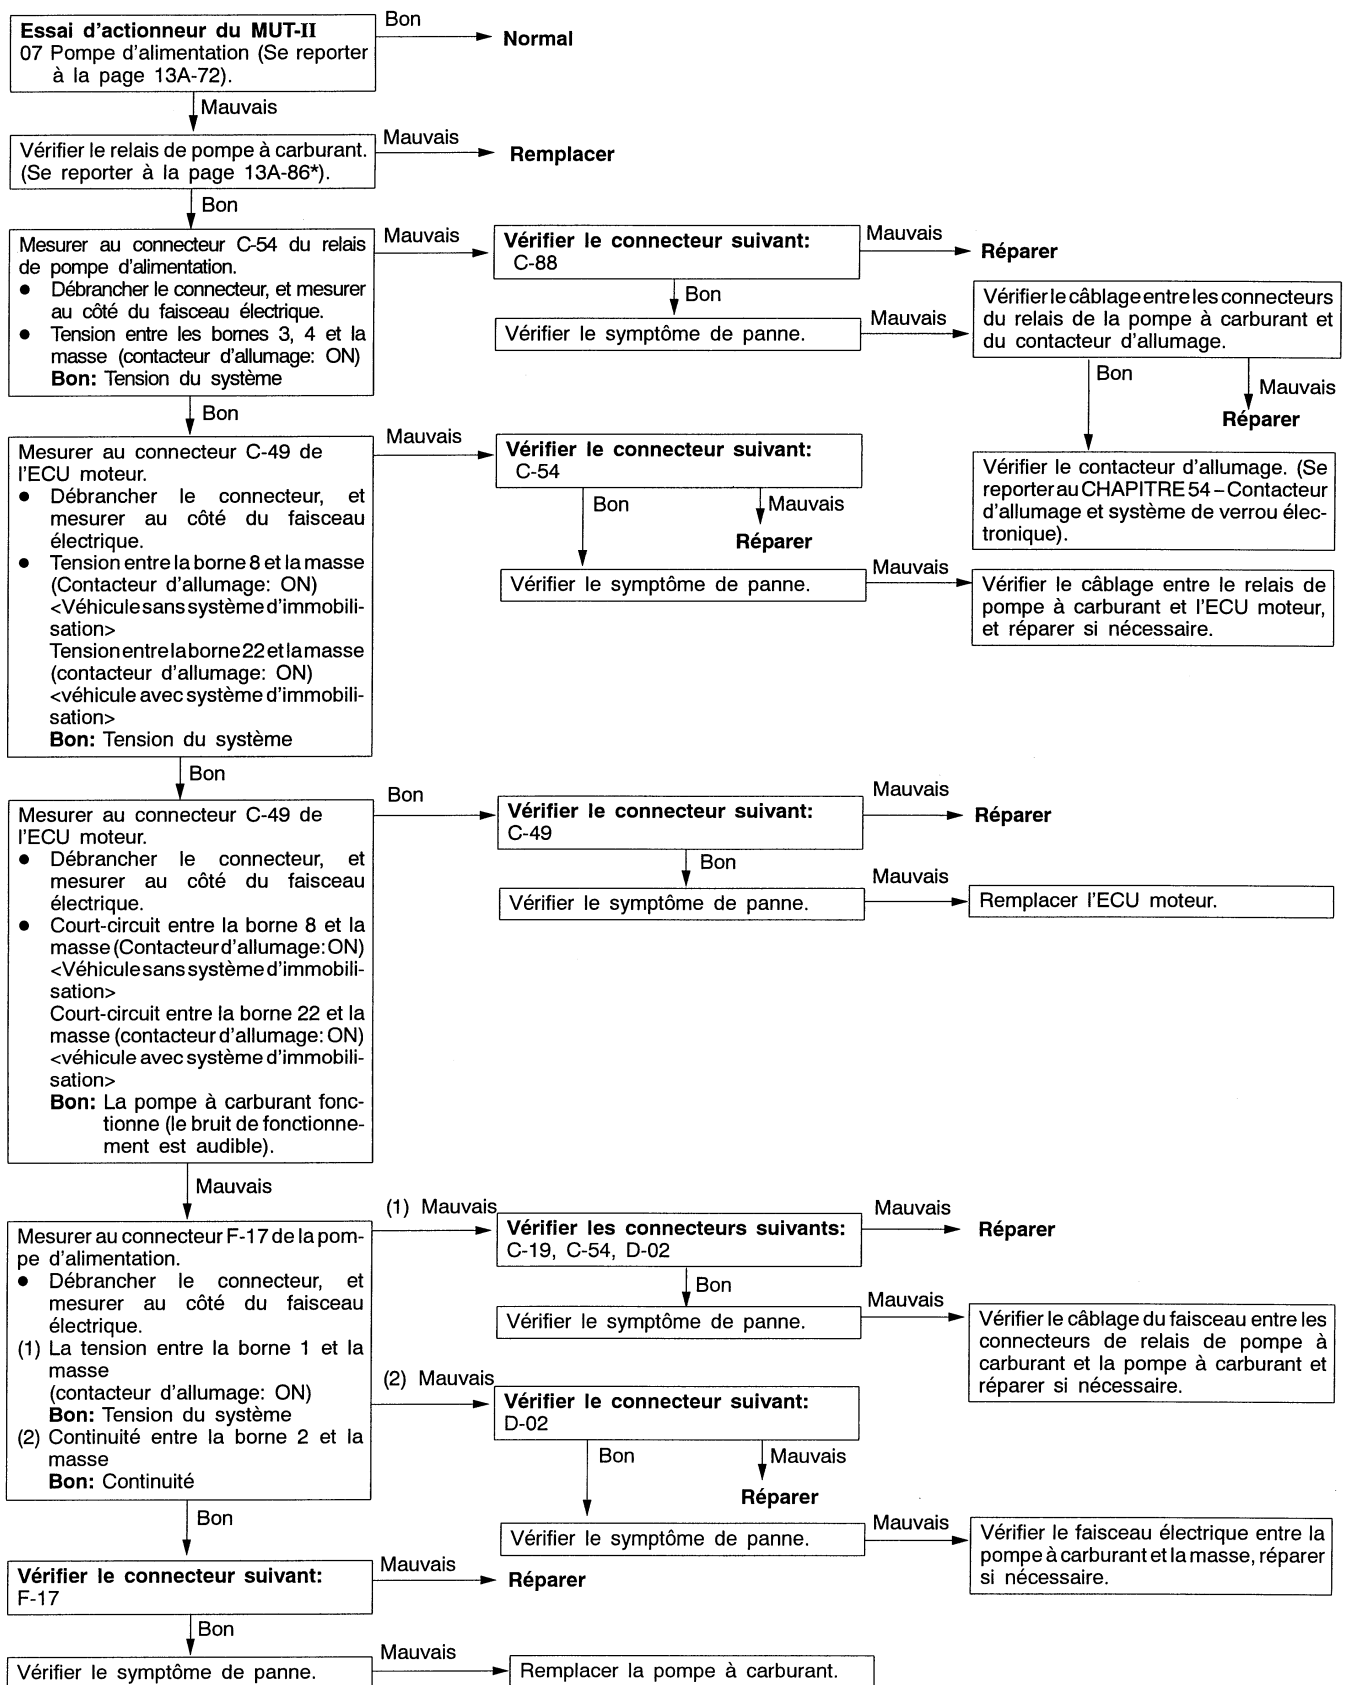 Essai d'actionneur du MUT-II
07 Pompe d'alimentation (Se reporter
à la page 13A-72).
Bon
Normal
Mauvais
Vérifier le relais de pompe à carburant.
(Se reporter à la page 13A-86*).
Mauvais
Remplacer
Bon
Mesurer au connecteur C-54 du relais
de pompe d'alimentation.
● Débrancher le connecteur, et mesurer
au côté du faisceau électrique.
● Tension entre les bornes 3, 4 et la
masse (contacteur d'allumage: ON)
Bon: Tension du système
Mauvais
Vérifier le connecteur suivant:
C-88
Mauvais
Réparer
Bon
Vérifier le symptôme de panne.
Mauvais
Vérifier le câblage entre les connecteurs
du relais de la pompe à carburant et
du contacteur d'allumage.
Bon
Mauvais
Réparer
Vérifier le contacteur d'allumage. (Se
reporter au CHAPITRE 54 – Contacteur
d'allumage et système de verrou élec-
tronique).
Bon
Mesurer au connecteur C-49 de
l'ECU moteur.
● Débrancher le connecteur, et
mesurer au côté du faisceau
électrique.
● Tension entre la borne 8 et la masse
(Contacteur d'allumage: ON)
<Véhicule sans système d'immobili-
sation>
Tension entre la borne 22 et la masse
(contacteur d'allumage: ON)
<véhicule avec système d'immobili-
sation>
Bon: Tension du système
Mauvais
Vérifier le connecteur suivant:
C-54
Bon
Mauvais
Réparer
Vérifier le symptôme de panne.
Mauvais
Vérifier le câblage entre le relais de
pompe à carburant et l'ECU moteur,
et réparer si nécessaire.
Bon
Mesurer au connecteur C-49 de
l'ECU moteur.
● Débrancher le connecteur, et
mesurer au côté du faisceau
électrique.
● Court-circuit entre la borne 8 et la
masse (Contacteur d'allumage: ON)
<Véhicule sans système d'immobili-
sation>
Court-circuit entre la borne 22 et la
masse (contacteur d'allumage: ON)
<véhicule avec système d'immobili-
sation>
Bon: La pompe à carburant fonc-
tionne (le bruit de fonctionne-
ment est audible).
Bon
Vérifier le connecteur suivant:
C-49
Mauvais
Réparer
Bon
Vérifier le symptôme de panne.
Mauvais
Remplacer l'ECU moteur.
Mauvais
Mesurer au connecteur F-17 de la pom-
pe d'alimentation.
● Débrancher le connecteur, et
mesurer au côté du faisceau
électrique.
(1) La tension entre la borne 1 et la
masse
(contacteur d'allumage: ON)
Bon: Tension du système
(2) Continuité entre la borne 2 et la
masse
Bon: Continuité
(1) Mauvais
Vérifier les connecteurs suivants:
C-19, C-54, D-02
Mauvais
Réparer
Bon
Vérifier le symptôme de panne.
Mauvais
Vérifier le câblage du faisceau entre les
connecteurs de relais de pompe à
carburant et la pompe à carburant et
réparer si nécessaire.
(2) Mauvais
Vérifier le connecteur suivant:
D-02
Bon
Mauvais
Réparer
Vérifier le symptôme de panne.
Mauvais
Vérifier le faisceau électrique entre la
pompe à carburant et la masse, réparer
si nécessaire.
Bon
Vérifier le connecteur suivant:
F-17
Mauvais
Réparer
Bon
Vérifier le symptôme de panne.
Mauvais
Remplacer la pompe à carburant.